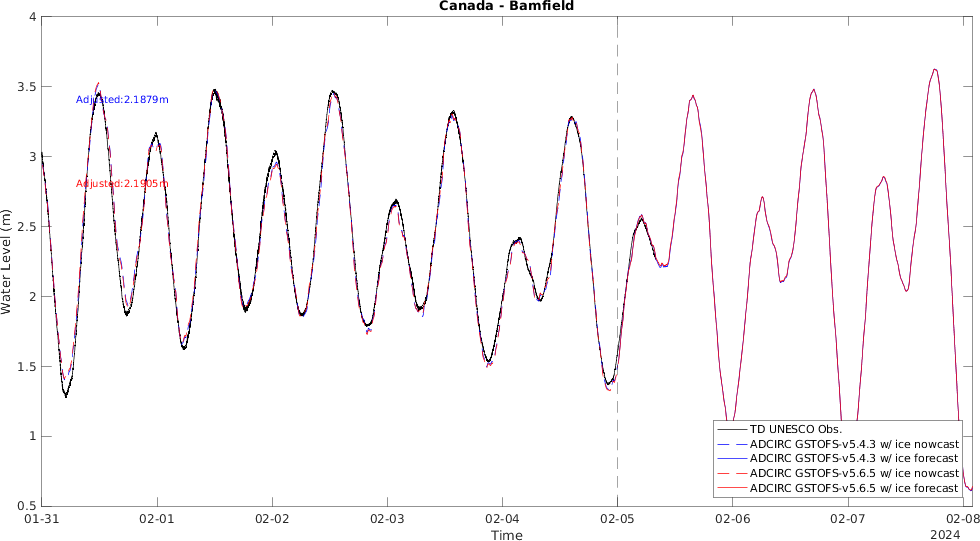 Canada - Bamfield
4
3.5
3
2.5
2
1.5
1
0.5
Water Level (m)
Adjusted:2.1879m
Adjusted:2.1905m
TD UNESCO Obs.
ADCIRC GSTOFS-v5.4.3 w/ ice nowcast
ADCIRC GSTOFS-v5.4.3 w/ ice forecast
ADCIRC GSTOFS-v5.6.5 w/ ice nowcast
ADCIRC GSTOFS-v5.6.5 w/ ice forecast
01-31 02-01 02-02 02-03 02-04 02-05 02-06 02-07 02-08
Time
2024